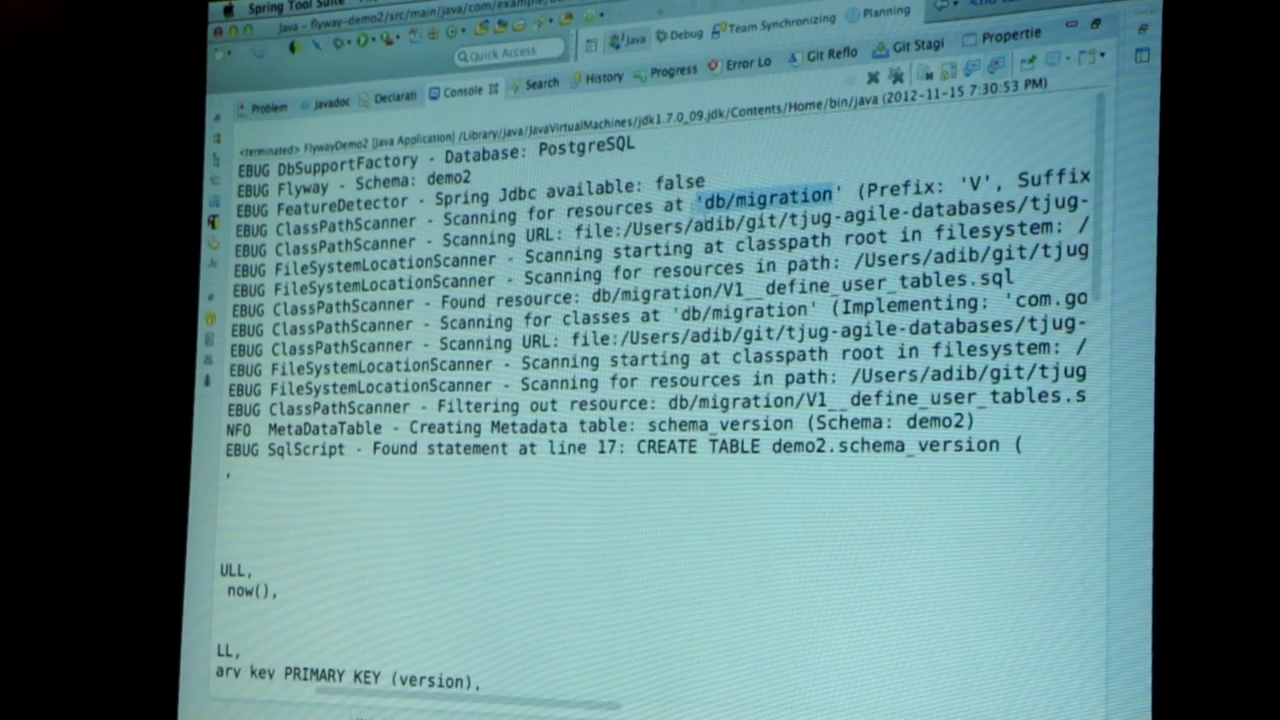 Spring Tool Suite
Java - flyway-demo2/src/main/java/com/example
Quick Access
Java Debug Team Synchronizing Planning
Problem Javadoc Declarati Console Search History Progress Error Lo Git Reflo Git Stagi Propertie
<terminated> FlywayDemo2 [Java Application] /Library/Java/JavaVirtualMachines/jdk1.7.0_09.jdk/Contents/Home/bin/java (2012-11-15 7:30:53 PM)
EBUG DbSupportFactory - Database: PostgreSQL
EBUG Flyway - Schema: demo2
EBUG FeatureDetector - Spring Jdbc available: false
EBUG ClassPathScanner - Scanning for resources at 'db/migration' (Prefix: 'V', Suffix
EBUG ClassPathScanner - Scanning URL: file:/Users/adib/git/tjug-agile-databases/tjug-
EBUG FileSystemLocationScanner - Scanning starting at classpath root in filesystem: /
EBUG FileSystemLocationScanner - Scanning for resources in path: /Users/adib/git/tjug
EBUG ClassPathScanner - Found resource: db/migration/V1__define_user_tables.sql
EBUG ClassPathScanner - Scanning for classes at 'db/migration' (Implementing: 'com.go
EBUG ClassPathScanner - Scanning URL: file:/Users/adib/git/tjug-agile-databases/tjug-
EBUG FileSystemLocationScanner - Scanning starting at classpath root in filesystem: /
EBUG FileSystemLocationScanner - Scanning for resources in path: /Users/adib/git/tjug
EBUG ClassPathScanner - Filtering out resource: db/migration/V1__define_user_tables.s
NFO MetaDataTable - Creating Metadata table: schema_version (Schema: demo2)
EBUG SqlScript - Found statement at line 17: CREATE TABLE demo2.schema_version (
,
ULL,
now(),
LL,
ary key PRIMARY KEY (version),